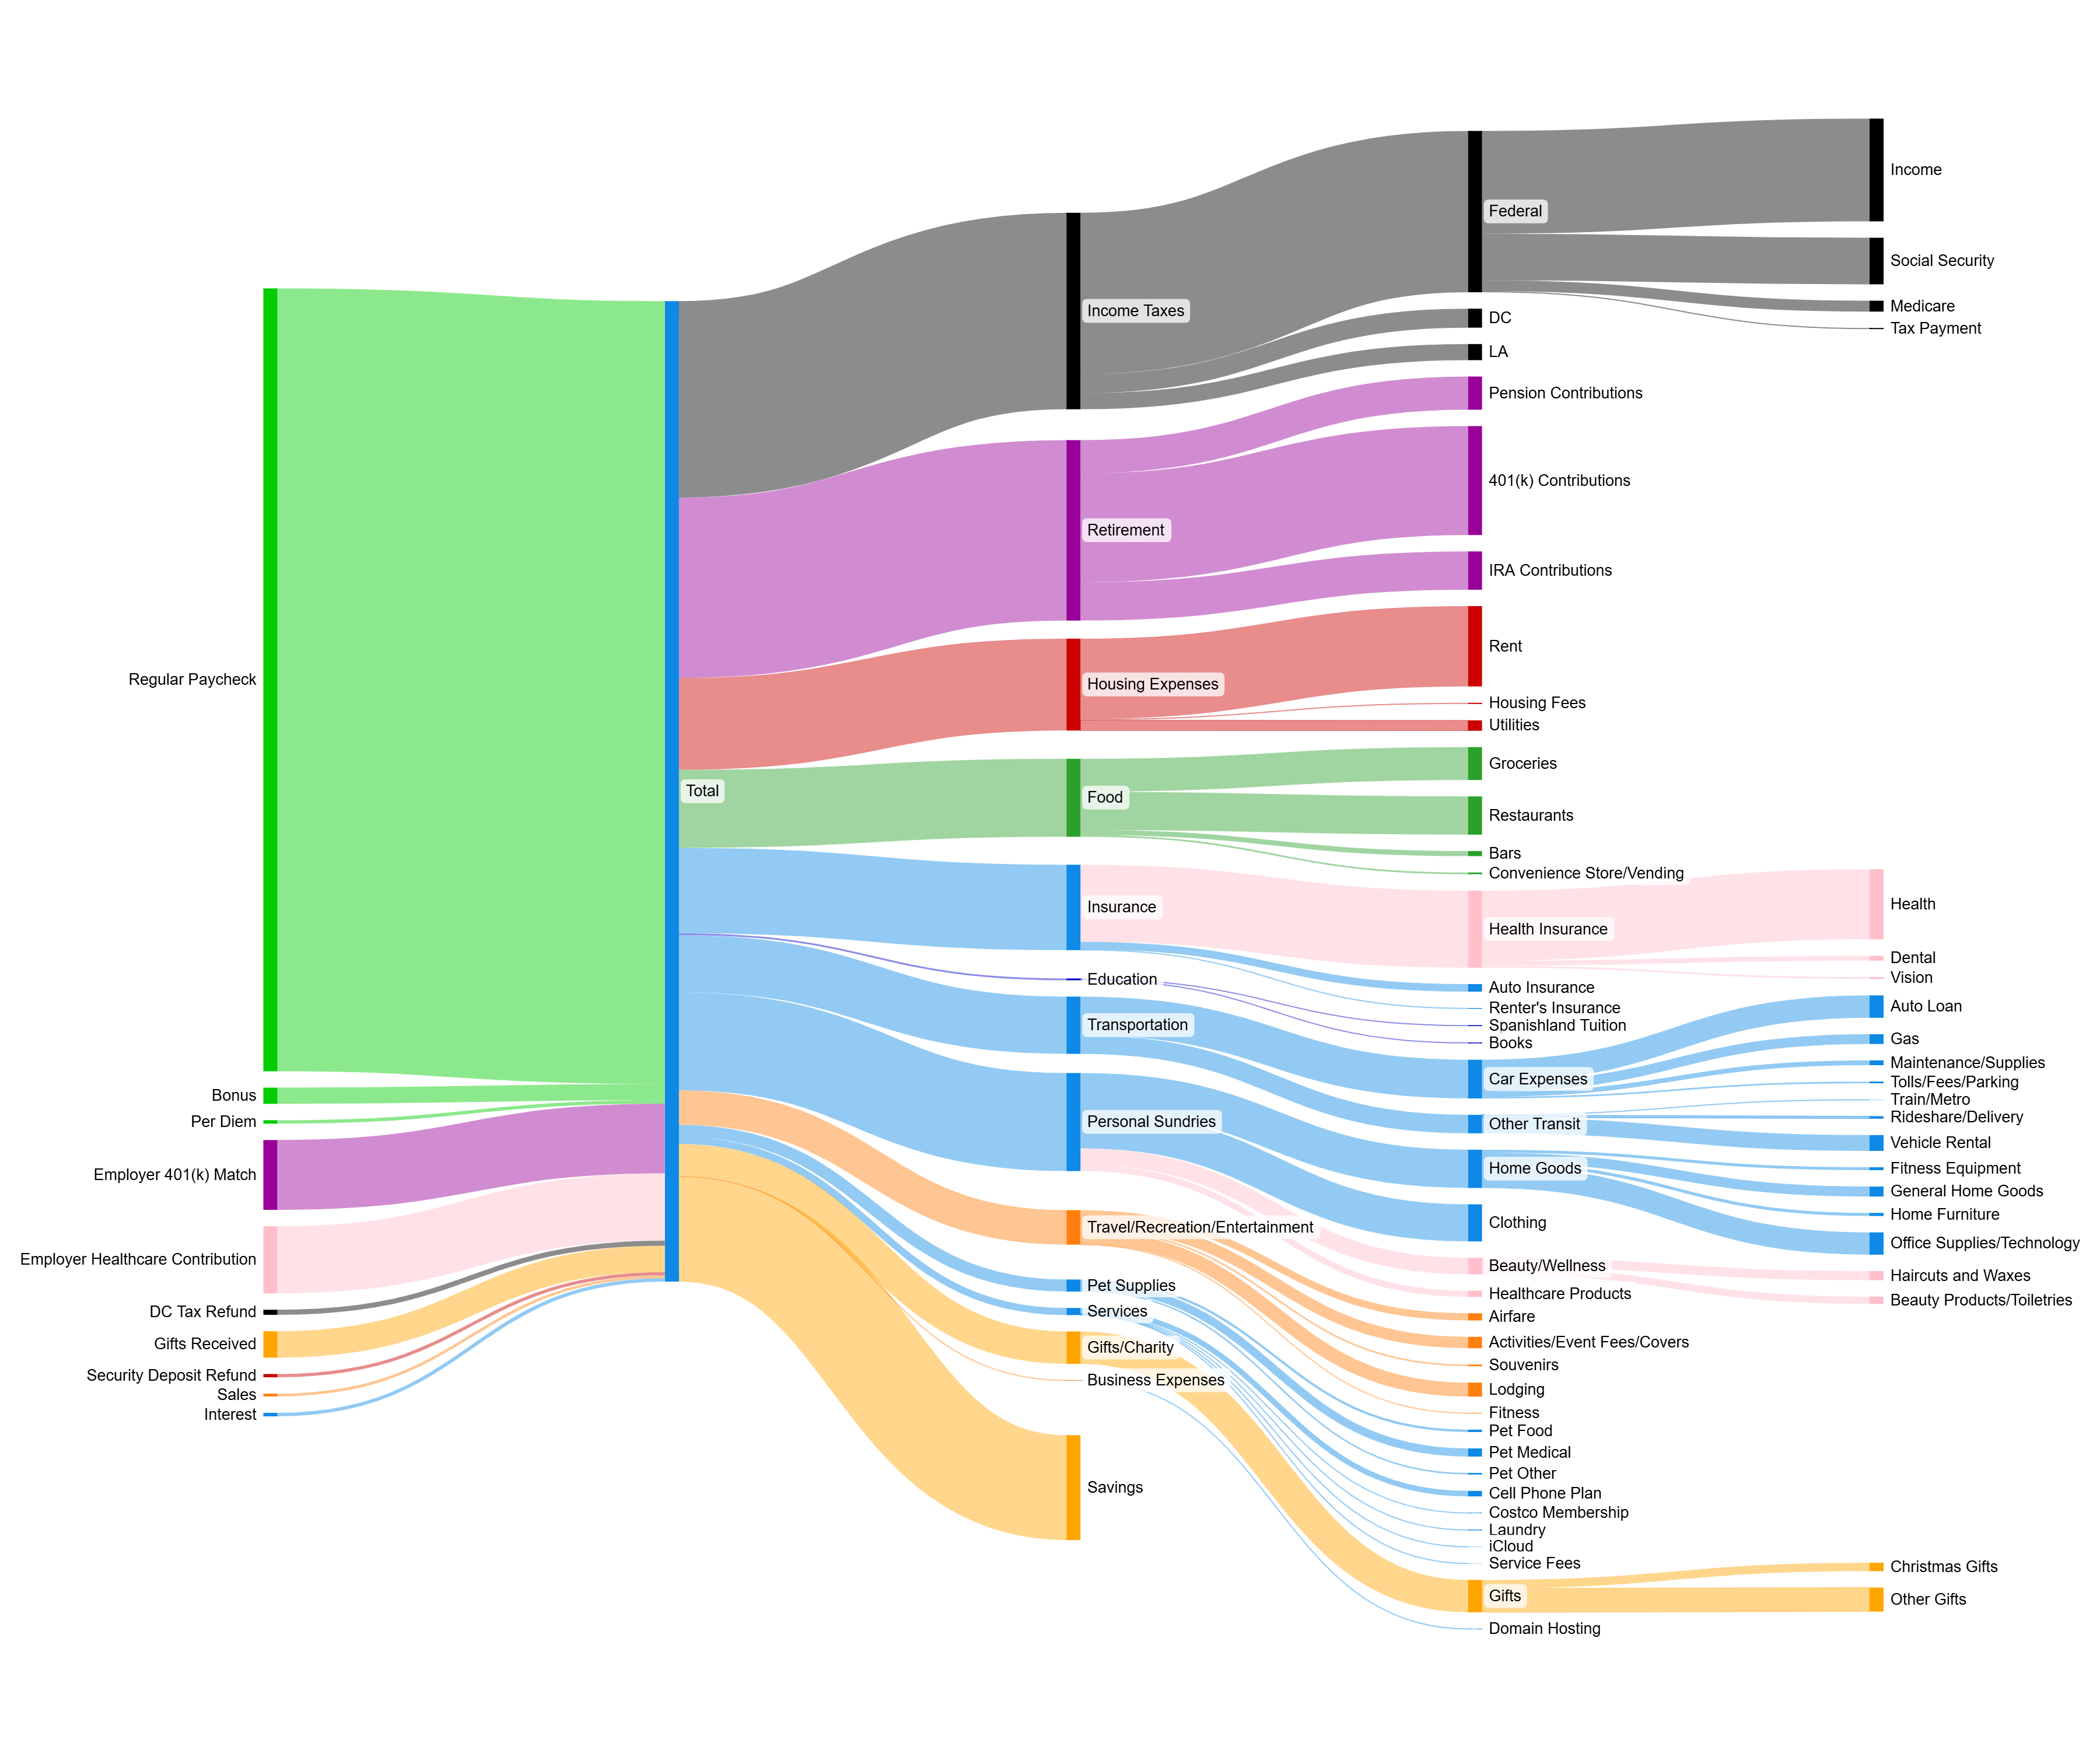 Regular Paycheck
Bonus
Per Diem
Employer 401(k) Match
Employer Healthcare Contribution
DC Tax Refund
Gifts Received
Security Deposit Refund
Sales
Interest
Total
Income Taxes
Retirement
Housing Expenses
Food
Insurance
Education
Transportation
Personal Sundries
Travel/Recreation/Entertainment
Pet Supplies
Services
Gifts/Charity
Business Expenses
Savings
Federal
DC
LA
Pension Contributions
401(k) Contributions
IRA Contributions
Rent
Housing Fees
Utilities
Groceries
Restaurants
Bars
Convenience Store/Vending
Health Insurance
Auto Insurance
Renter's Insurance
Spanishland Tuition
Books
Car Expenses
Other Transit
Home Goods
Clothing
Beauty/Wellness
Healthcare Products
Airfare
Activities/Event Fees/Covers
Souvenirs
Lodging
Fitness
Pet Food
Pet Medical
Pet Other
Cell Phone Plan
Costco Membership
Laundry
iCloud
Service Fees
Gifts
Domain Hosting
Income
Social Security
Medicare
Tax Payment
Health
Dental
Vision
Auto Loan
Gas
Maintenance/Supplies
Tolls/Fees/Parking
Train/Metro
Rideshare/Delivery
Vehicle Rental
Fitness Equipment
General Home Goods
Home Furniture
Office Supplies/Technology
Haircuts and Waxes
Beauty Products/Toiletries
Christmas Gifts
Other Gifts